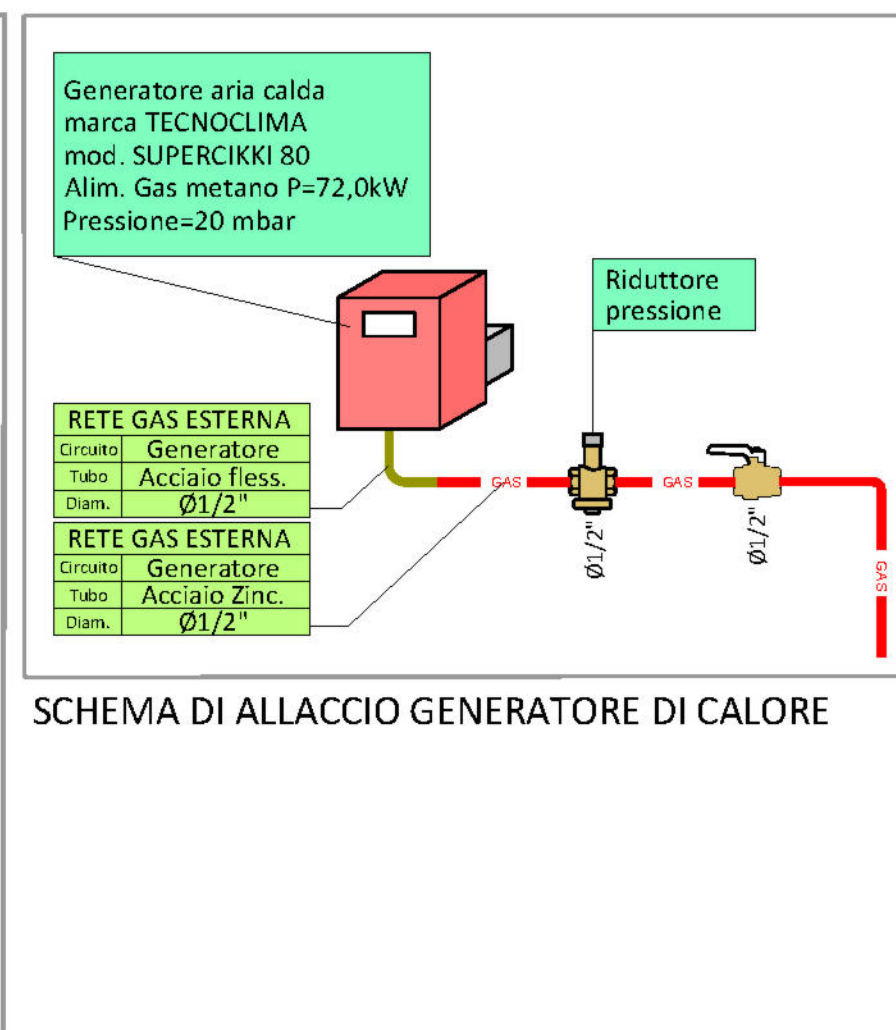 Generatore aria calda
marca TECNOCLIMA
mod. SUPERCIKKI 80
Alim. Gas metano P=72,0kW
Pressione=20 mbar
Riduttore
pressione
RETE GAS ESTERNA
Circuito Generatore
Tubo Acciaio fless.
Diam. Ø1/2"
RETE GAS ESTERNA
Circuito Generatore
Tubo Acciaio Zinc.
Diam. Ø1/2"
GAS
GAS
GAS
Ø1/2"
Ø1/2"
SCHEMA DI ALLACCIO GENERATORE DI CALORE